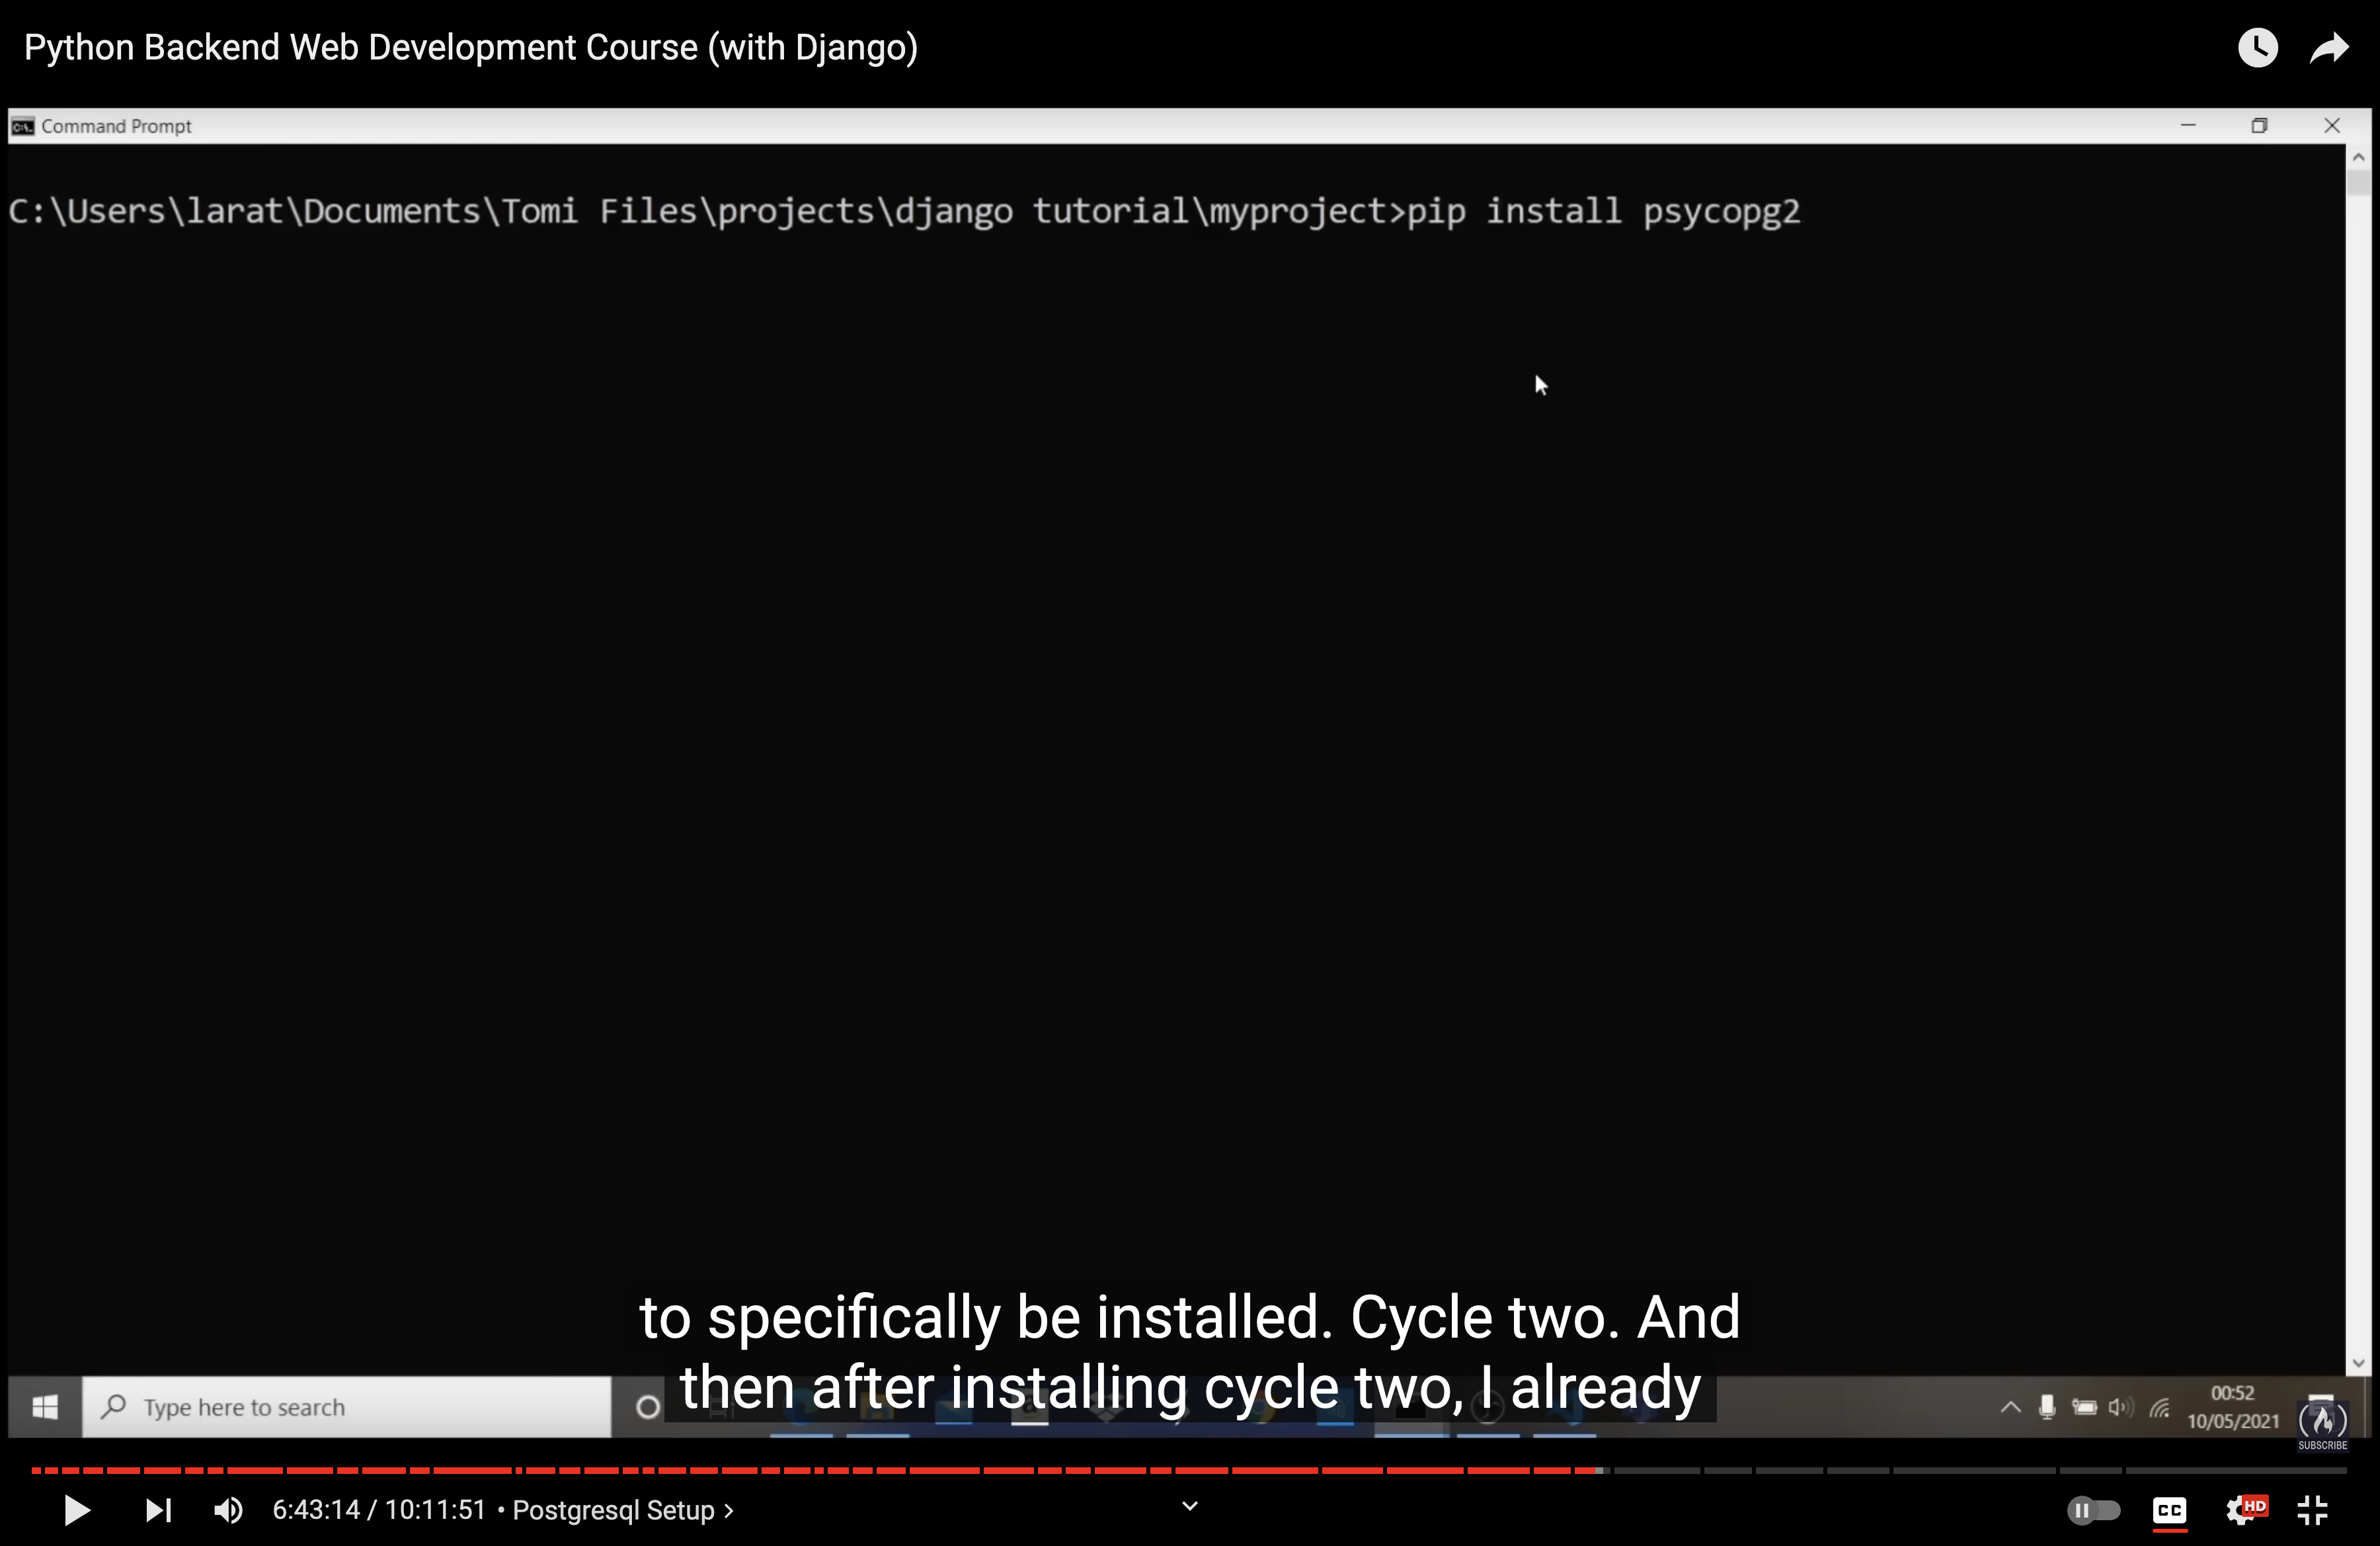 Python Backend Web Development Course (with Django)
Command Prompt
C:\Users\larat\Documents\Tomi Files\projects\django tutorial\myproject>pip install psycopg2
to specifically be installed. Cycle two. And
then after installing cycle two, I already
Type here to search
00:52
10/05/2021
SUBSCRIBE
6:43:14 / 10:11:51 • Postgresql Setup >
CC
HD